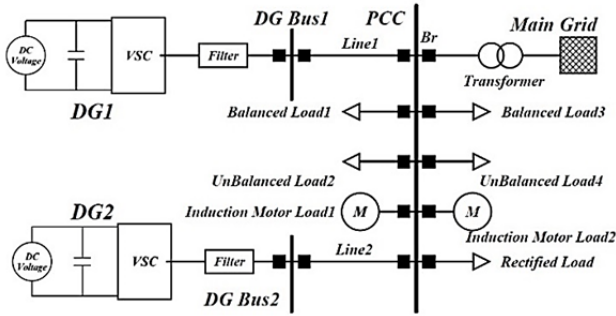 DG Bus1
PCC
Br
Main Grid
DC
Voltage
VSC
Filter
Line1
Transformer
DG1
Balanced Load1
Balanced Load3
UnBalanced Load2
UnBalanced Load4
DG2
Induction Motor Load1
M
M
Induction Motor Load2
DC
Voltage
VSC
Filter
Line2
Rectified Load
DG Bus2